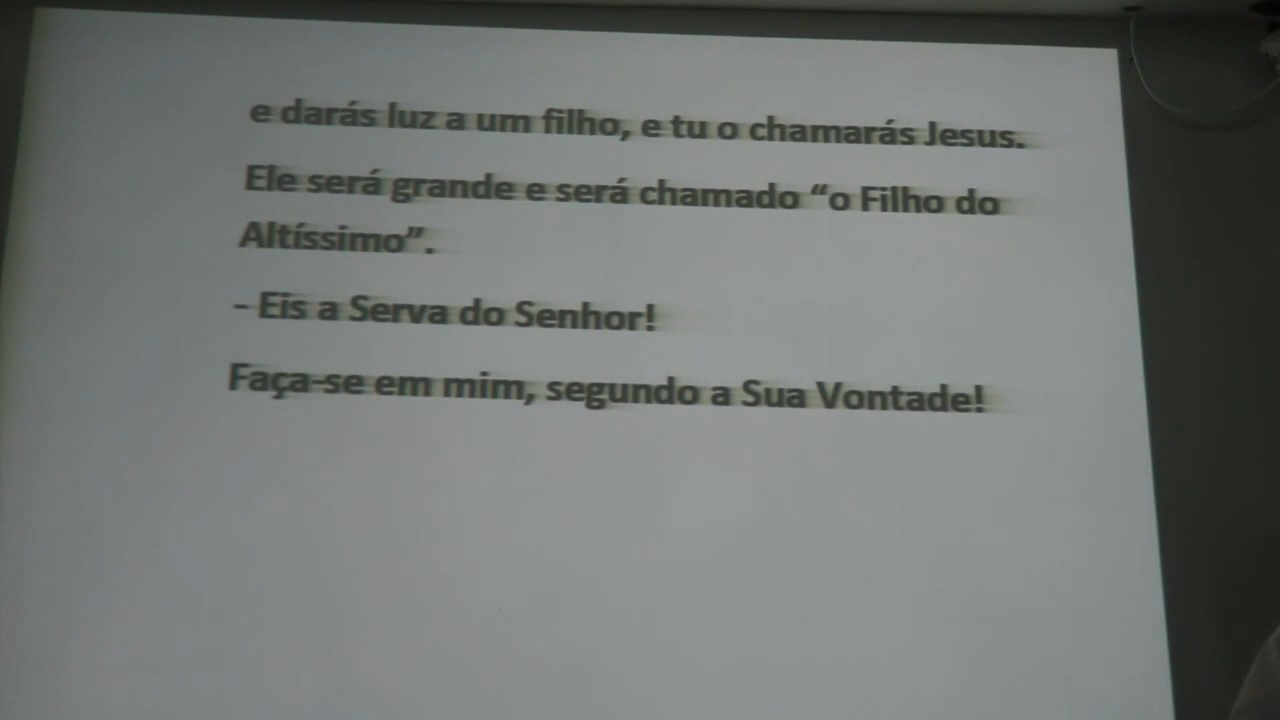 e darás luz a um filho, e tu o chamarás Jesus.
Ele será grande e será chamado “o Filho do
Altíssimo”.
- Eis a Serva do Senhor!
Faça-se em mim, segundo a Sua Vontade!